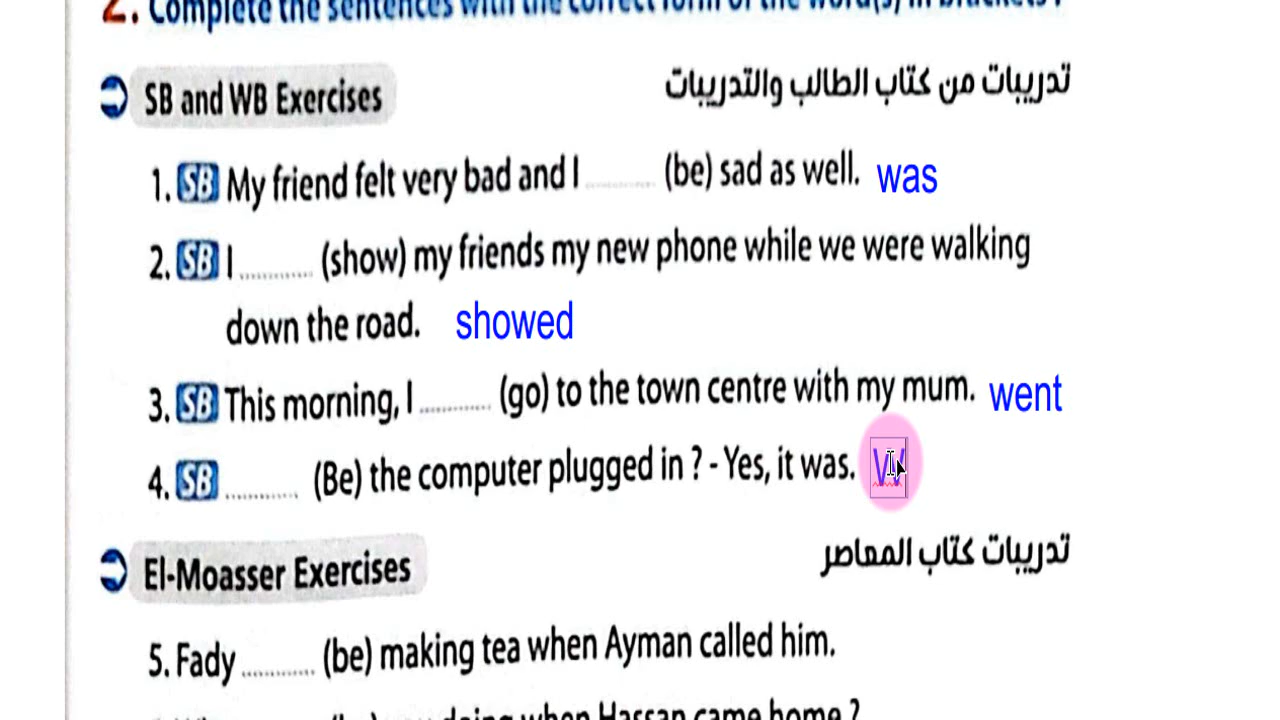 2. Complete the sentences with the correct form of the word(s) in brackets :
SB and WB Exercises
تدريبات من كتاب الطالب والتدريبات
1. SB My friend felt very bad and I ............ (be) sad as well. was
2. SB I ............ (show) my friends my new phone while we were walking
down the road. showed
3. SB This morning, I ............ (go) to the town centre with my mum. went
4. SB ............ (Be) the computer plugged in ? - Yes, it was. W
El-Moasser Exercises
تدريبات كتاب المعاصر
5. Fady ............ (be) making tea when Ayman called him.
doing when Hassan came home ?